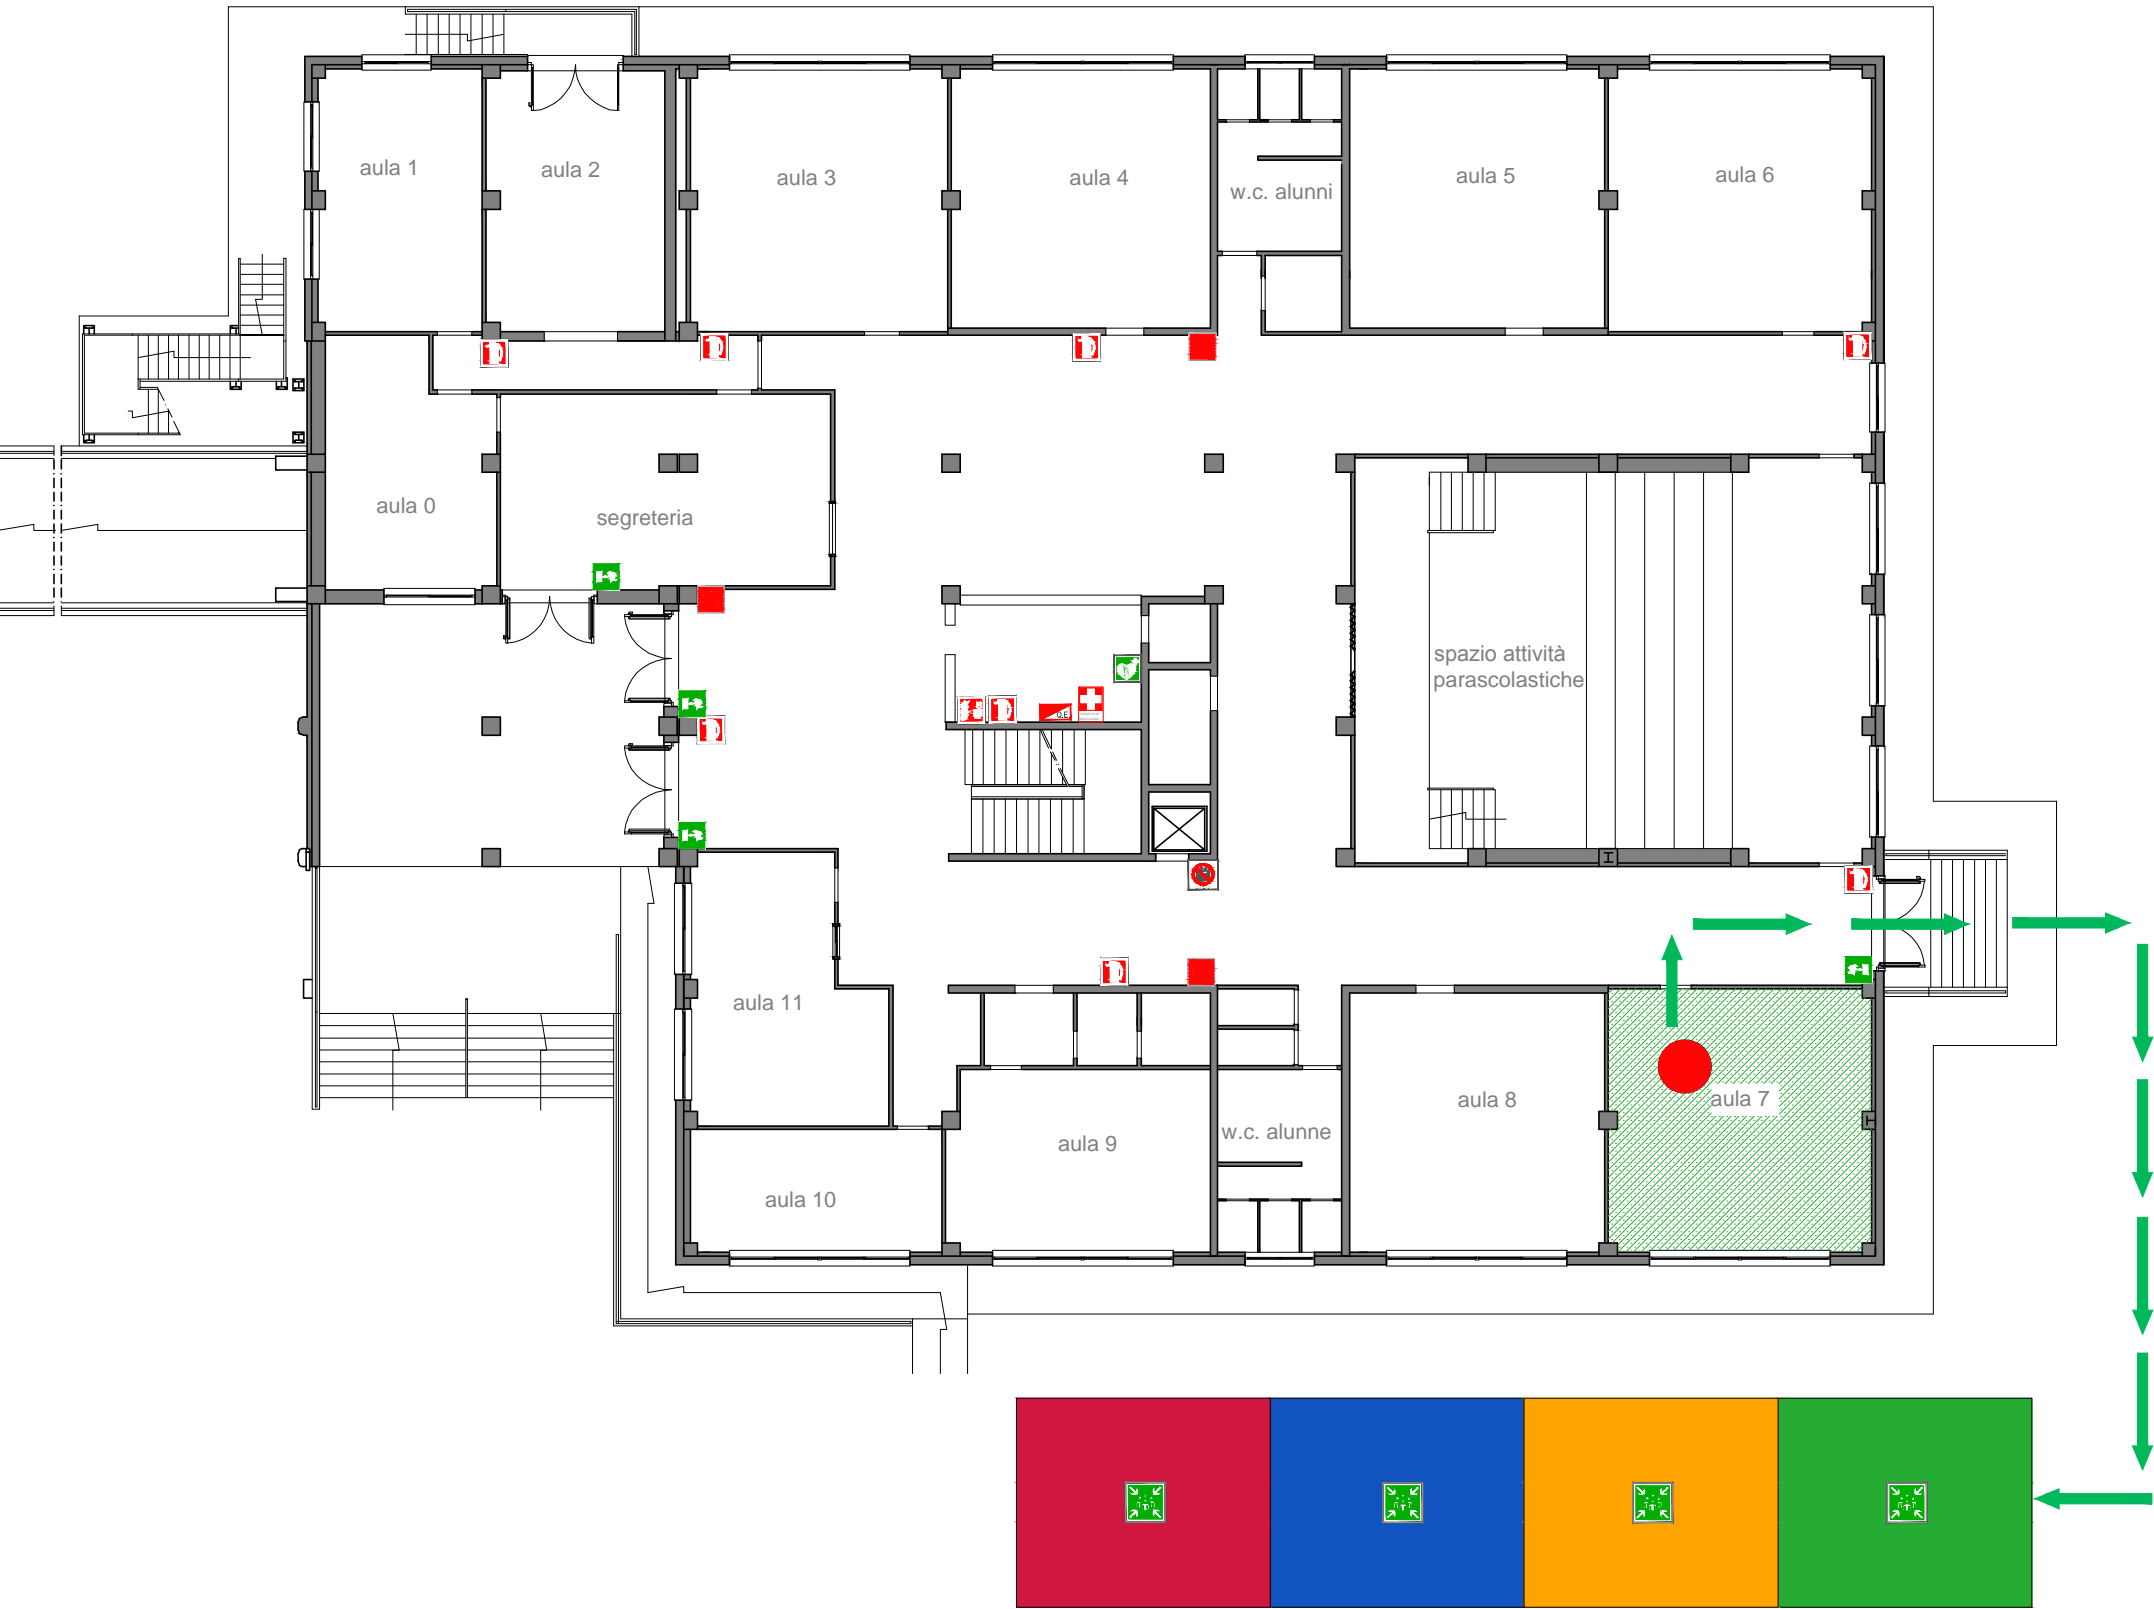 aula 1
aula 2
aula 3
aula 4
w.c. alunni
aula 5
aula 6
aula 0
segreteria
spazio attività
parascolastiche
Q.E.
aula 11
aula 10
aula 9
w.c. alunne
aula 8
aula 7